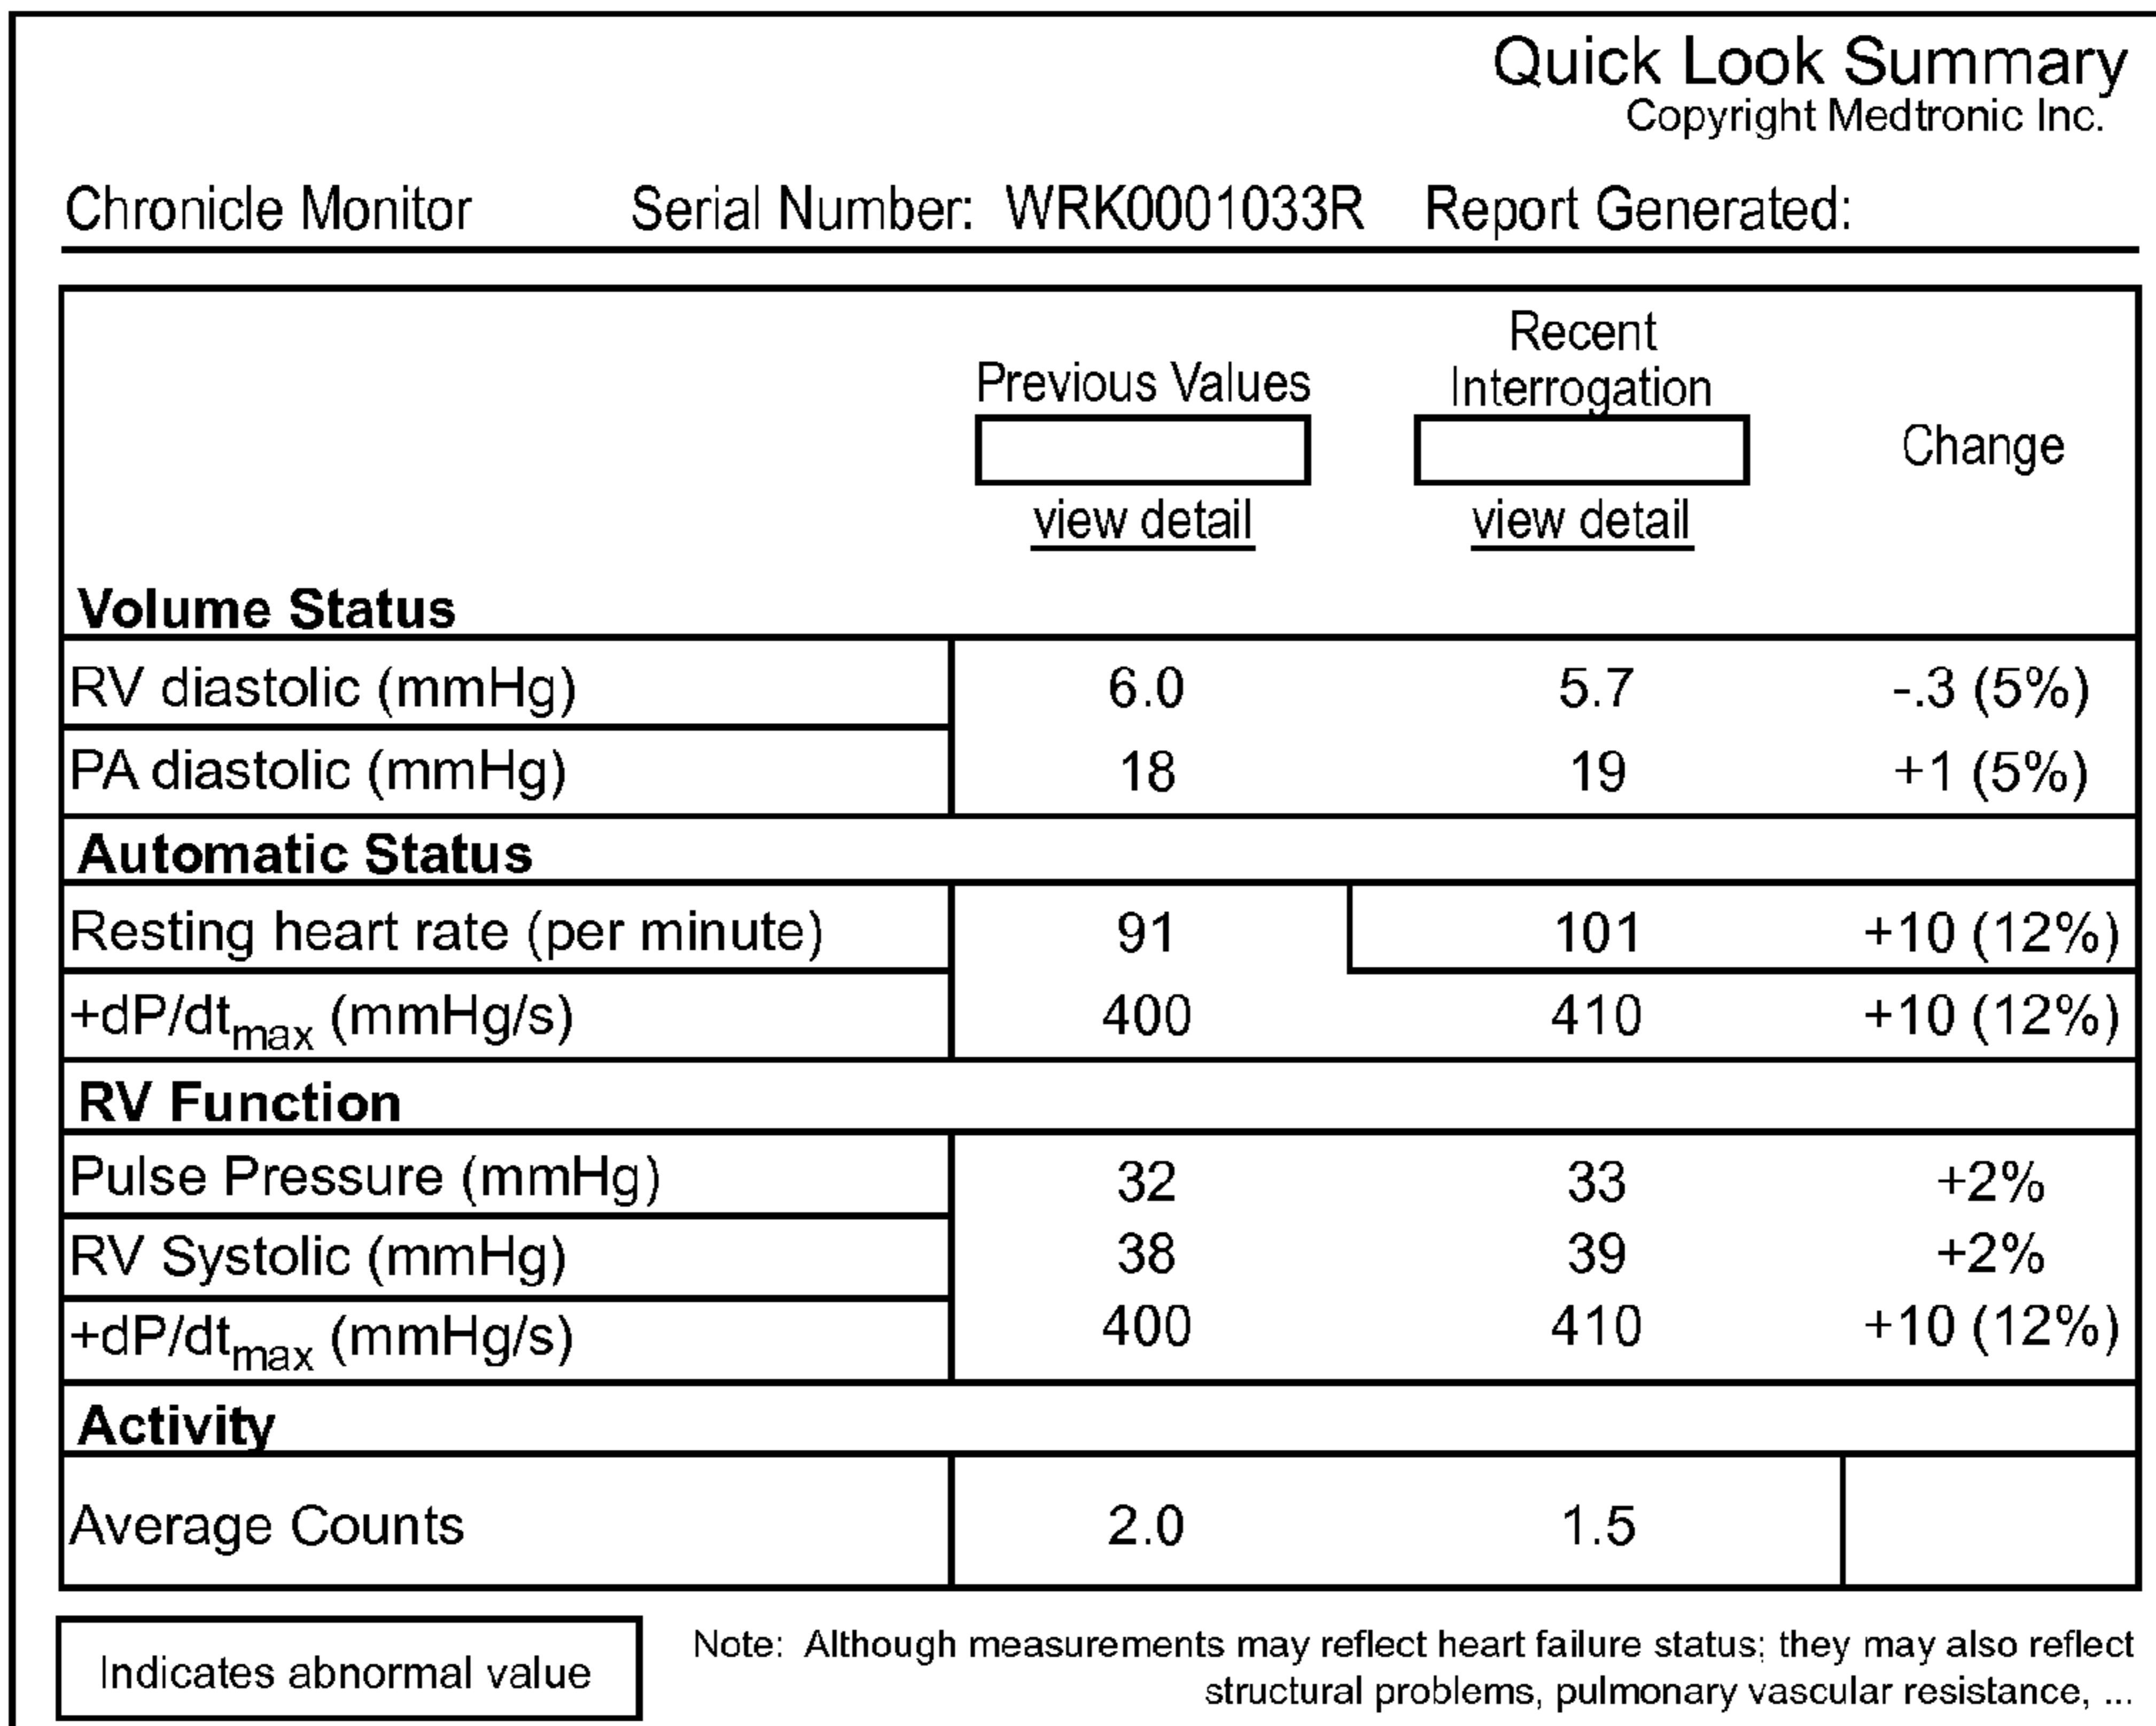 Quick Look Summary
Copyright Medtronic Inc.
Chronicle Monitor Serial Number: WRK0001033R Report Generated:
Previous Values Recent Interrogation Change
view detail view detail
Volume Status
RV diastolic (mmHg) 6.0 5.7 -.3 (5%)
PA diastolic (mmHg) 18 19 +1 (5%)
Automatic Status
Resting heart rate (per minute) 91 101 +10 (12%)
+dP/dtmax (mmHg/s) 400 410 +10 (12%)
RV Function
Pulse Pressure (mmHg) 32 33 +2%
RV Systolic (mmHg) 38 39 +2%
+dP/dtmax (mmHg/s) 400 410 +10 (12%)
Activity
Average Counts 2.0 1.5
Indicates abnormal value
Note: Although measurements may reflect heart failure status; they may also reflect
structural problems, pulmonary vascular resistance, ...